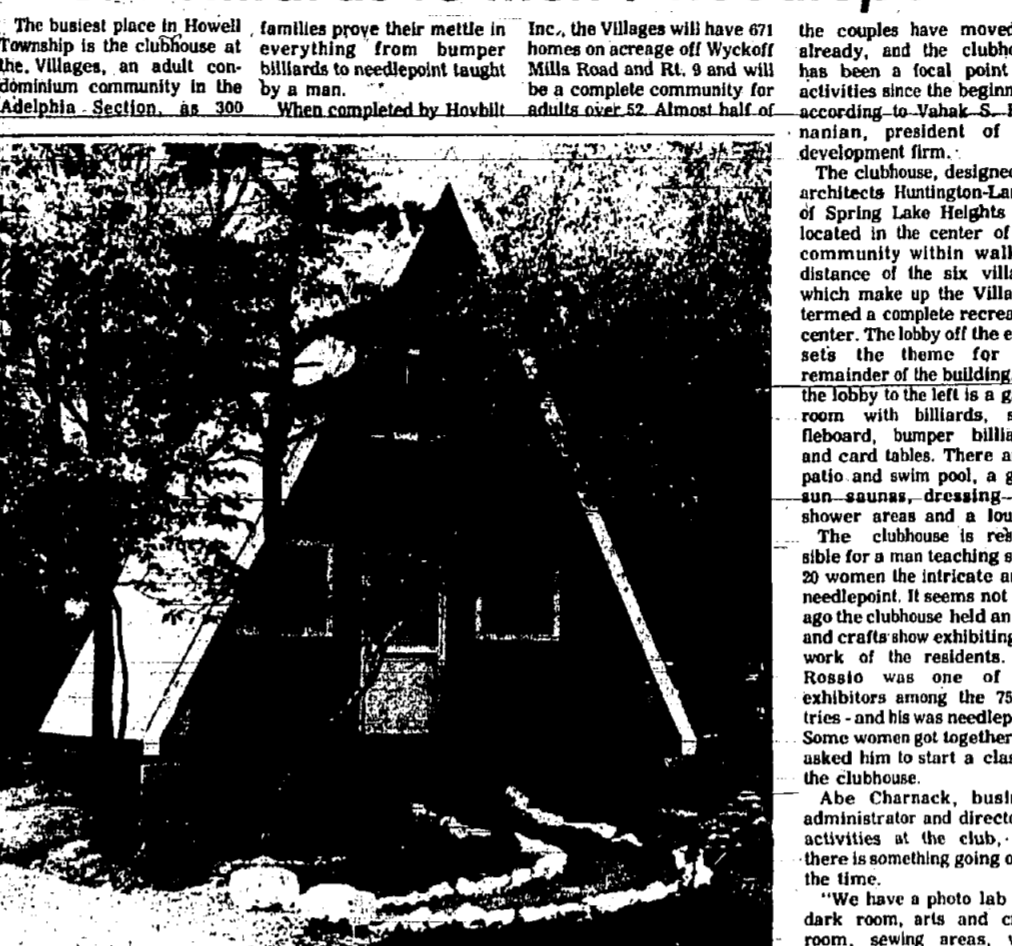 The busiest place in Howell
Township is the clubhouse at
the Villages, an adult con-
dominium community in the
Adelphia Section, as 300
families prove their mettle in
everything from bumper
billiards to needlepoint taught
by a man.
When completed by Hovbilt
Inc., the Villages will have 671
homes on acreage off Wyckoff
Mills Road and Rt. 9 and will
be a complete community for
adults over 52. Almost half of
the couples have moved
already, and the clubho
has been a focal point
activities since the beginn
according to Vahak S. H
nanian, president of
development firm.
The clubhouse, designed
architects Huntington-Lar
of Spring Lake Heights
located in the center of
community within walk
distance of the six villa
which make up the Villa
termed a complete recrea
center. The lobby off the e
sets the theme for
remainder of the building.
the lobby to the left is a g
room with billiards, s
fleboard, bumper billia
and card tables. There a
patio and swim pool, a g
sun saunas, dressing
shower areas and a lou
The clubhouse is res
sible for a man teaching s
20 women the intricate a
needlepoint. It seems not
ago the clubhouse held an
and crafts show exhibiting
work of the residents.
Rossio was one of
exhibitors among the 75
tries - and his was needlep
Some women got together
asked him to start a clas
the clubhouse.
Abe Charnack, busi
administrator and directo
activities at the club,
there is something going o
the time.
"We have a photo lab
dark room, arts and c
room, sewing areas,